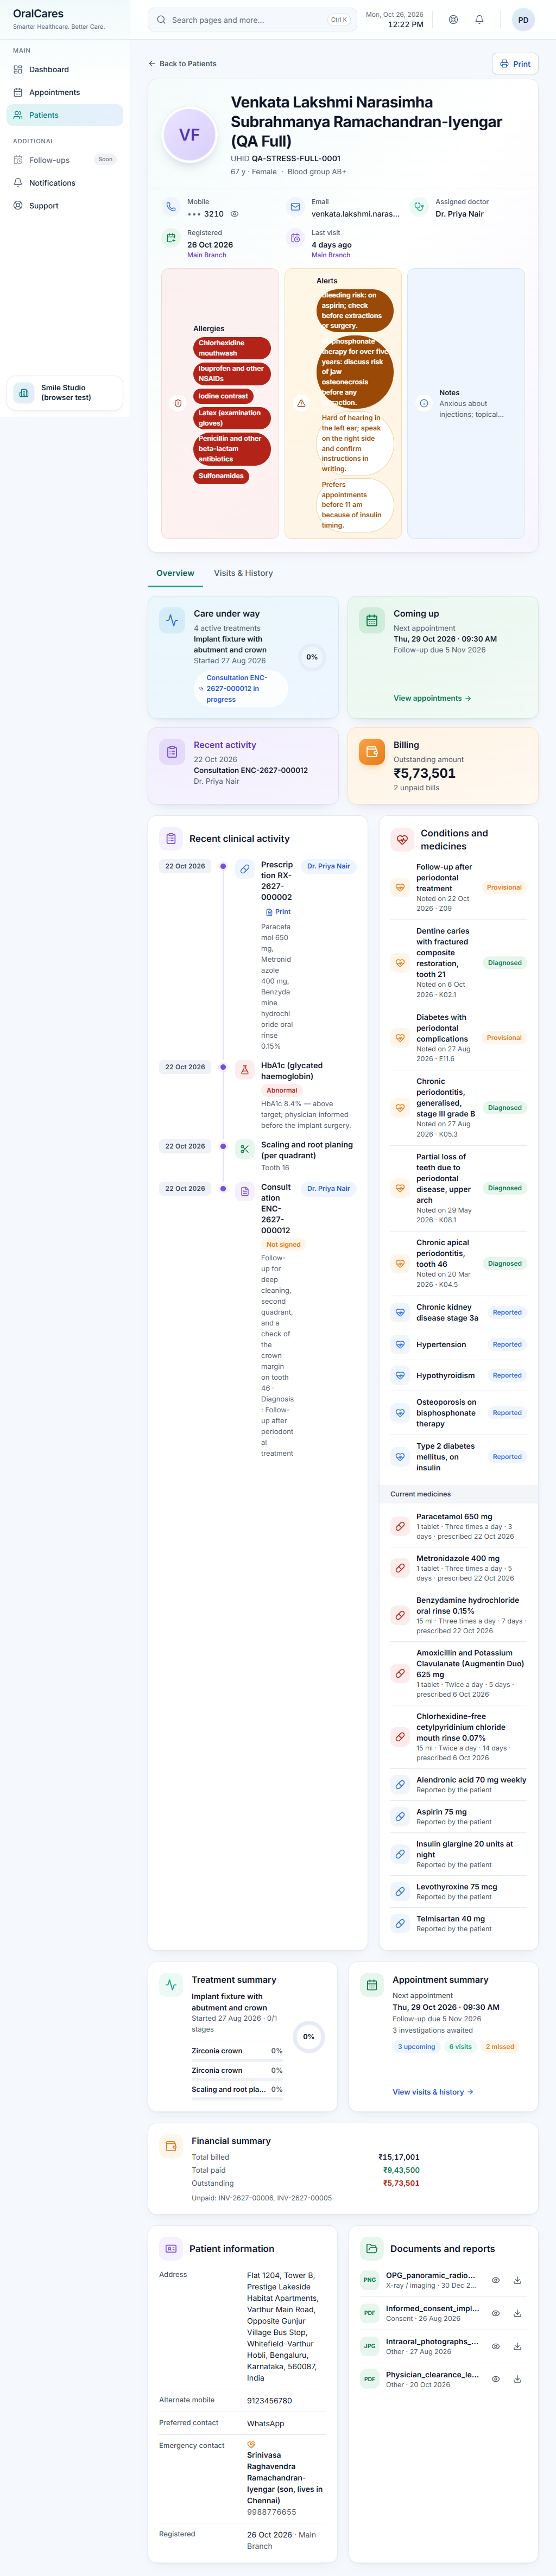 OralCares
Smarter Healthcare. Better Care.
Search pages and more...
Ctrl K
Mon, Oct 26, 2026
12:22 PM
PD
MAIN
Dashboard
Appointments
Patients
ADDITIONAL
Follow-ups
Soon
Notifications
Support
Smile Studio
(browser test)
Back to Patients
Print
VF
Venkata Lakshmi Narasimha
Subrahmanya Ramachandran-Iyengar
(QA Full)
UHID QA-STRESS-FULL-0001
67 y · Female · Blood group AB+
Mobile
••• 3210
Email
venkata.lakshmi.naras...
Assigned doctor
Dr. Priya Nair
Registered
26 Oct 2026
Main Branch
Last visit
4 days ago
Main Branch
Allergies
Chlorhexidine
mouthwash
Ibuprofen and other
NSAIDs
Iodine contrast
Latex (examination
gloves)
Penicillin and other
beta-lactam
antibiotics
Sulfonamides
Alerts
leeding risk: on
aspirin; check
before extractions
or surgery.
phosphonate
therapy for over five
years: discuss risk
of jaw
osteonecrosis
before any
raction.
Hard of hearing in
the left ear; speak
on the right side
and confirm
instructions in
writing.
Prefers
appointments
before 11 am
because of insulin
timing.
Notes
Anxious about
injections; topical...
Overview
Visits & History
Care under way
4 active treatments
Implant fixture with
abutment and crown
Started 27 Aug 2026
Consultation ENC-
2627-000012 in
progress
0%
Coming up
Next appointment
Thu, 29 Oct 2026 · 09:30 AM
Follow-up due 5 Nov 2026
View appointments →
Recent activity
22 Oct 2026
Consultation ENC-2627-000012
Dr. Priya Nair
Billing
Outstanding amount
₹5,73,501
2 unpaid bills
Recent clinical activity
22 Oct 2026
Prescrip
tion RX-
2627-
000002
Dr. Priya Nair
Print
Paraceta
mol 650
mg,
Metronid
azole
400 mg,
Benzyda
mine
hydrochl
oride oral
rinse
0.15%
22 Oct 2026
HbA1c (glycated
haemoglobin)
Abnormal
HbA1c 8.4% — above
target; physician informed
before the implant surgery.
22 Oct 2026
Scaling and root planing
(per quadrant)
Tooth 16
22 Oct 2026
Consult
ation
ENC-
2627-
000012
Dr. Priya Nair
Not signed
Follow-
up for
deep
cleaning,
second
quadrant,
and a
check of
the
crown
margin
on tooth
46 ·
Diagnosis
: Follow-
up after
periodont
al
treatment
Conditions and
medicines
Follow-up after
periodontal
treatment
Noted on 22 Oct
2026 · Z09
Provisional
Dentine caries
with fractured
composite
restoration,
tooth 21
Noted on 6 Oct
2026 · K02.1
Diagnosed
Diabetes with
periodontal
complications
Noted on 27 Aug
2026 · E11.6
Provisional
Chronic
periodontitis,
generalised,
stage III grade B
Noted on 27 Aug
2026 · K05.3
Diagnosed
Partial loss of
teeth due to
periodontal
disease, upper
arch
Noted on 29 May
2026 · K08.1
Diagnosed
Chronic apical
periodontitis,
tooth 46
Noted on 20 Mar
2026 · K04.5
Diagnosed
Chronic kidney
disease stage 3a
Reported
Hypertension
Reported
Hypothyroidism
Reported
Osteoporosis on
bisphosphonate
therapy
Reported
Type 2 diabetes
mellitus, on
insulin
Reported
Current medicines
Paracetamol 650 mg
1 tablet · Three times a day · 3
days · prescribed 22 Oct 2026
Metronidazole 400 mg
1 tablet · Three times a day · 5
days · prescribed 22 Oct 2026
Benzydamine hydrochloride
oral rinse 0.15%
15 ml · Three times a day · 7 days ·
prescribed 22 Oct 2026
Amoxicillin and Potassium
Clavulanate (Augmentin Duo)
625 mg
1 tablet · Twice a day · 5 days ·
prescribed 6 Oct 2026
Chlorhexidine-free
cetylpyridinium chloride
mouth rinse 0.07%
15 ml · Twice a day · 14 days ·
prescribed 6 Oct 2026
Alendronic acid 70 mg weekly
Reported by the patient
Aspirin 75 mg
Reported by the patient
Insulin glargine 20 units at
night
Reported by the patient
Levothyroxine 75 mcg
Reported by the patient
Telmisartan 40 mg
Reported by the patient
Treatment summary
Implant fixture with
abutment and crown
Started 27 Aug 2026 · 0/1
stages
Zirconia crown 0%
Zirconia crown 0%
Scaling and root pla... 0%
0%
Appointment summary
Next appointment
Thu, 29 Oct 2026 · 09:30 AM
Follow-up due 5 Nov 2026
3 investigations awaited
3 upcoming
6 visits
2 missed
View visits & history →
Financial summary
Total billed ₹15,17,001
Total paid ₹9,43,500
Outstanding ₹5,73,501
Unpaid: INV-2627-00006, INV-2627-00005
Patient information
Address
Flat 1204, Tower B,
Prestige Lakeside
Habitat Apartments,
Varthur Main Road,
Opposite Gunjur
Village Bus Stop,
Whitefield–Varthur
Hobli, Bengaluru,
Karnataka, 560087,
India
Alternate mobile
9123456780
Preferred contact
WhatsApp
Emergency contact
Srinivasa
Raghavendra
Ramachandran-
Iyengar (son, lives in
Chennai)
9988776655
Registered
26 Oct 2026 · Main
Branch
Documents and reports
PNG
OPG_panoramic_radio...
X-ray / imaging · 30 Dec 2...
PDF
Informed_consent_impl...
Consent · 26 Aug 2026
JPG
Intraoral_photographs_...
Other · 27 Aug 2026
PDF
Physician_clearance_le...
Other · 20 Oct 2026